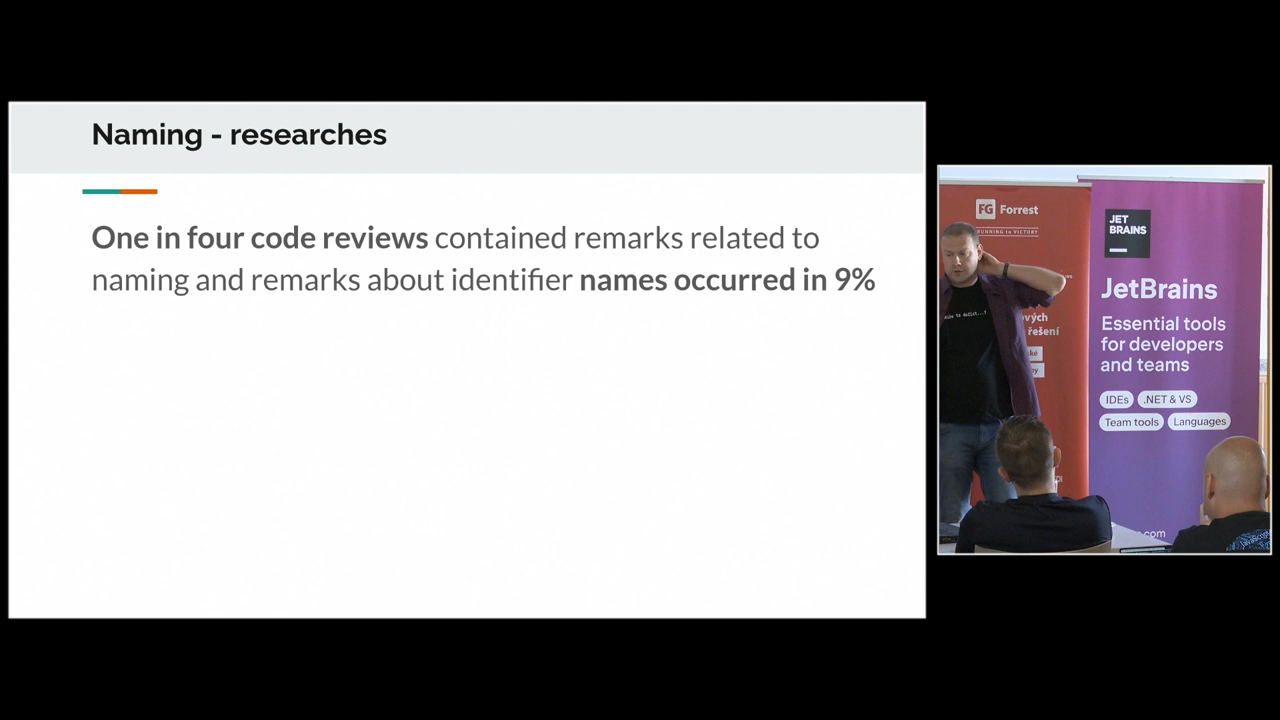 Naming - researches
One in four code reviews contained remarks related to
naming and remarks about identifier names occurred in 9%
FG Forrest
RUNNING to VICTORY
řešení
JET
BRAINS
JetBrains
Essential tools
for developers
and teams
IDEs
.NET & VS
Team tools
Languages
.com